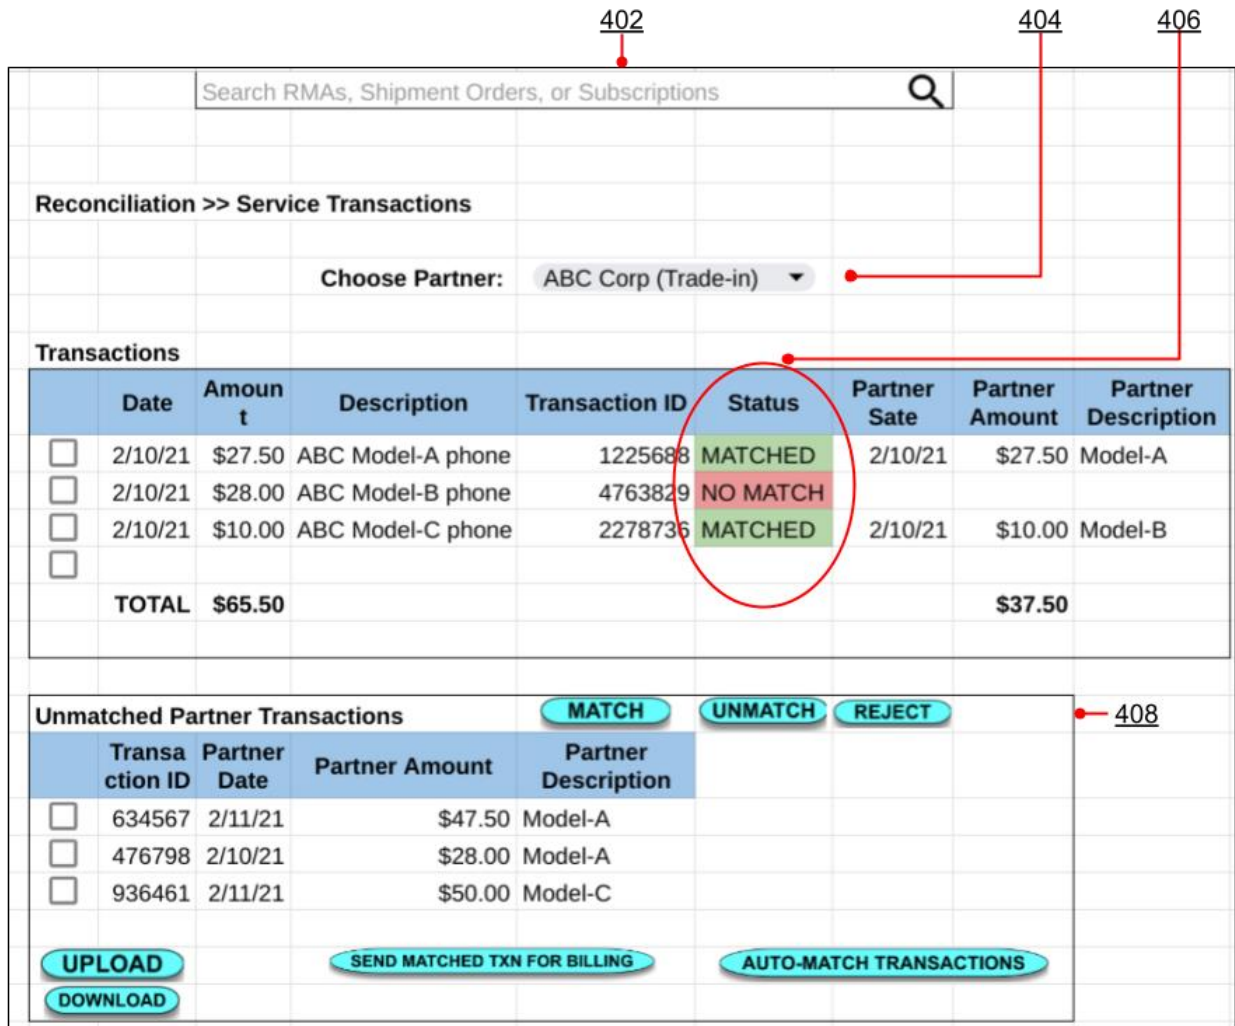 402 404 406
Search RMAs, Shipment Orders, or Subscriptions
Reconciliation >> Service Transactions
Choose Partner: ABC Corp (Trade-in)
Transactions
Date Amoun
t Description Transaction ID Status Partner
Sate Partner
Amount Partner
Description
2/10/21 $27.50 ABC Model-A phone 1225688 MATCHED 2/10/21 $27.50 Model-A
2/10/21 $28.00 ABC Model-B phone 4763829 NO MATCH
2/10/21 $10.00 ABC Model-C phone 2278736 MATCHED 2/10/21 $10.00 Model-B
TOTAL $65.50 $37.50
Unmatched Partner Transactions MATCH UNMATCH REJECT 408
Transa
ction ID Partner
Date Partner Amount Partner
Description
634567 2/11/21 $47.50 Model-A
476798 2/10/21 $28.00 Model-A
936461 2/11/21 $50.00 Model-C
UPLOAD SEND MATCHED TXN FOR BILLING AUTO-MATCH TRANSACTIONS
DOWNLOAD